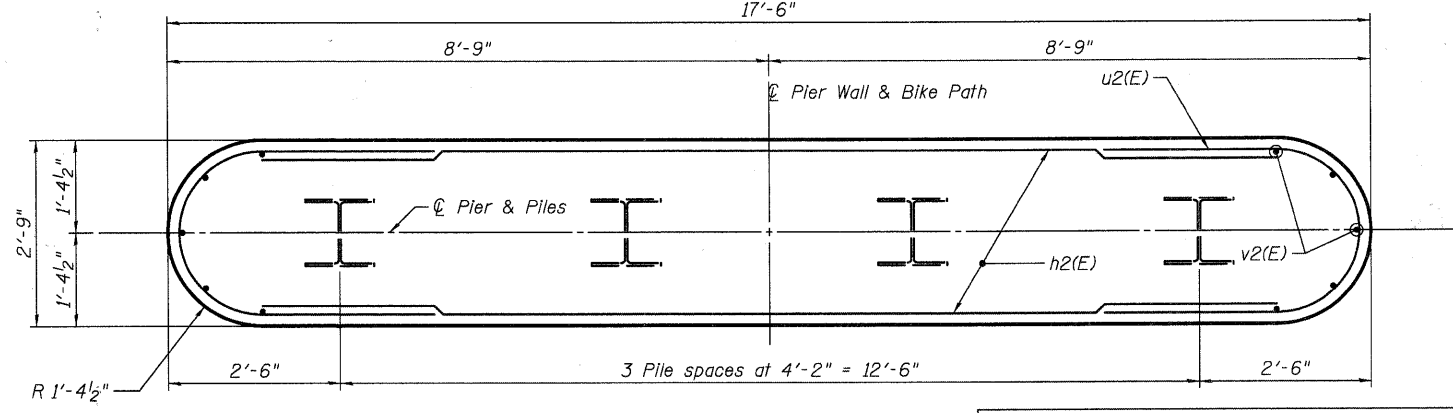 17'-6"
8'-9"
8'-9"
u2(E)
℄ Pier Wall & Bike Path
1'-4½"
2'-9"
℄ Pier & Piles
1'-4½"
h2(E)
v2(E)
2'-6"
3 Pile spaces at 4'-2" = 12'-6"
2'-6"
R 1'-4½"